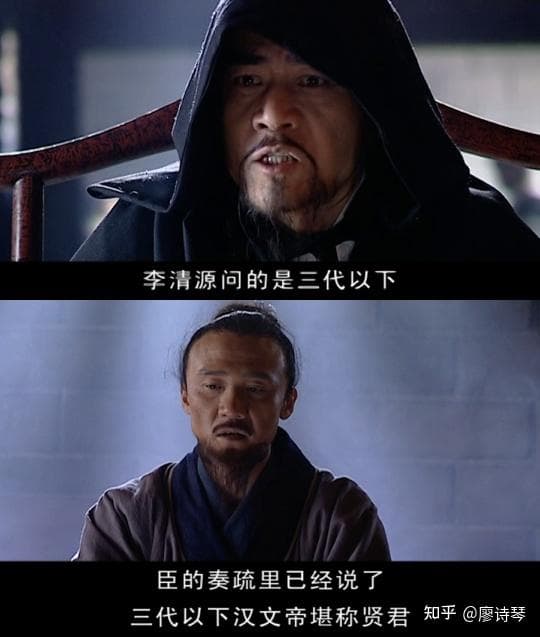 李清源问的是三代以下
臣的奏疏里已经说了
三代以下汉文帝堪称贤君
知乎 @廖诗琴